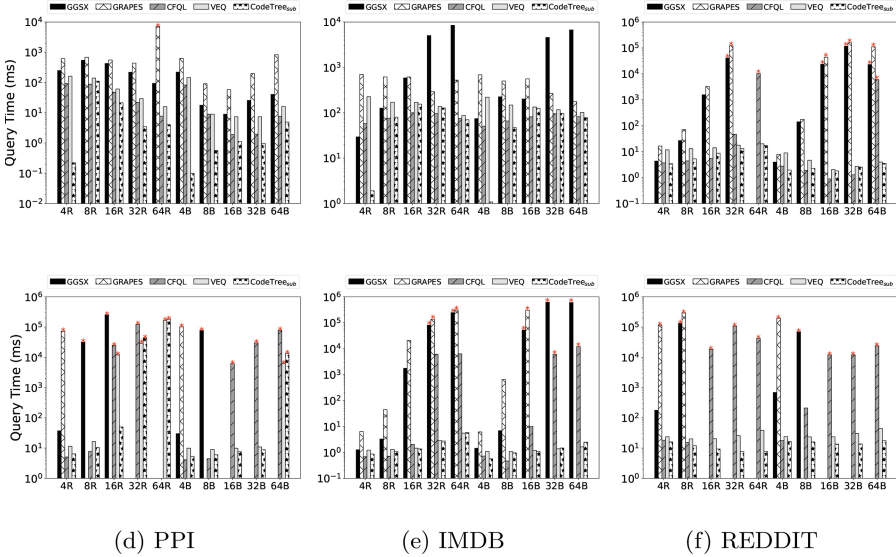 GGSX GRAPES CFQL VEQ CodeTree_sub GGSX GRAPES CFQL VEQ CodeTree_sub GGSX GRAPES CFQL VEQ CodeTree_sub
Query Time (ms)
10^4 10^3 10^2 10^1 10^0 10^-1 10^-2
10^4 10^3 10^2 10^1 10^0
10^6 10^5 10^4 10^3 10^2 10^1 10^0 10^-1
4R 8R 16R 32R 64R 4B 8B 16B 32B 64B 4R 8R 16R 32R 64R 4B 8B 16B 32B 64B 4R 8R 16R 32R 64R 4B 8B 16B 32B 64B
GGSX GRAPES CFQL VEQ CodeTree_sub GGSX GRAPES CFQL VEQ CodeTree_sub GGSX GRAPES CFQL VEQ CodeTree_sub
Query Time (ms)
10^6 10^5 10^4 10^3 10^2 10^1 10^0
10^6 10^5 10^4 10^3 10^2 10^1 10^0
10^6 10^5 10^4 10^3 10^2 10^1 10^0
4R 8R 16R 32R 64R 4B 8B 16B 32B 64B 4R 8R 16R 32R 64R 4B 8B 16B 32B 64B 4R 8R 16R 32R 64R 4B 8B 16B 32B 64B
(d) PPI (e) IMDB (f) REDDIT